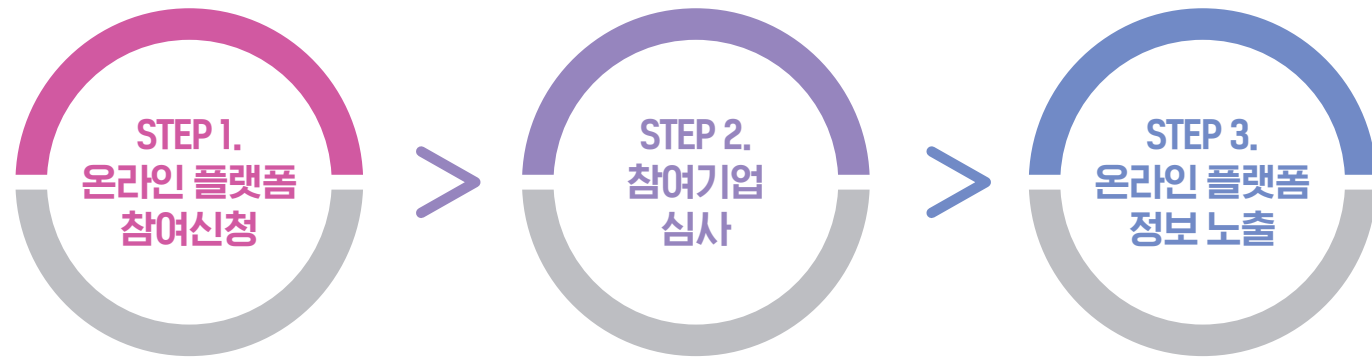 STEP 1.
온라인 플랫폼
참여신청
>
STEP 2.
참여기업
심사
>
STEP 3.
온라인 플랫폼
정보 노출